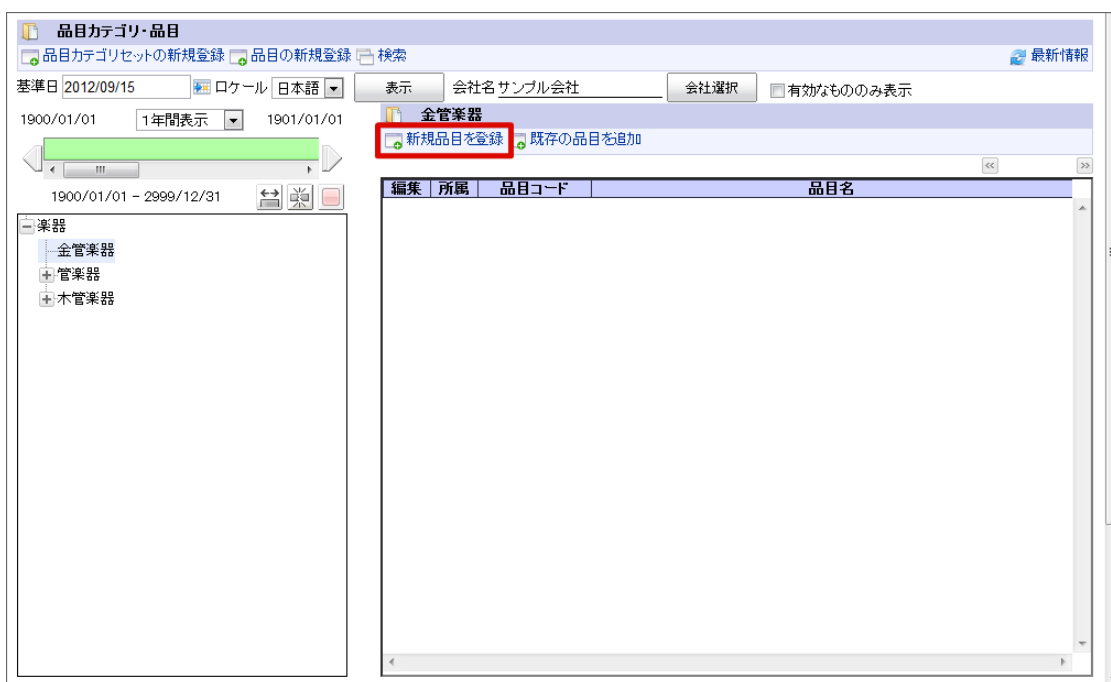 品目カテゴリ・品目
品目カテゴリセットの新規登録 品目の新規登録 検索 最新情報
基準日 2012/09/15 ロケール 日本語 表示 会社名 サンプル会社 会社選択 有効なもののみ表示
1900/01/01 1年間表示 1901/01/01
金管楽器
新規品目を登録 既存の品目を追加
<< >>
1900/01/01 - 2999/12/31
編集 所属 品目コード 品目名
楽器
金管楽器
管楽器
木管楽器